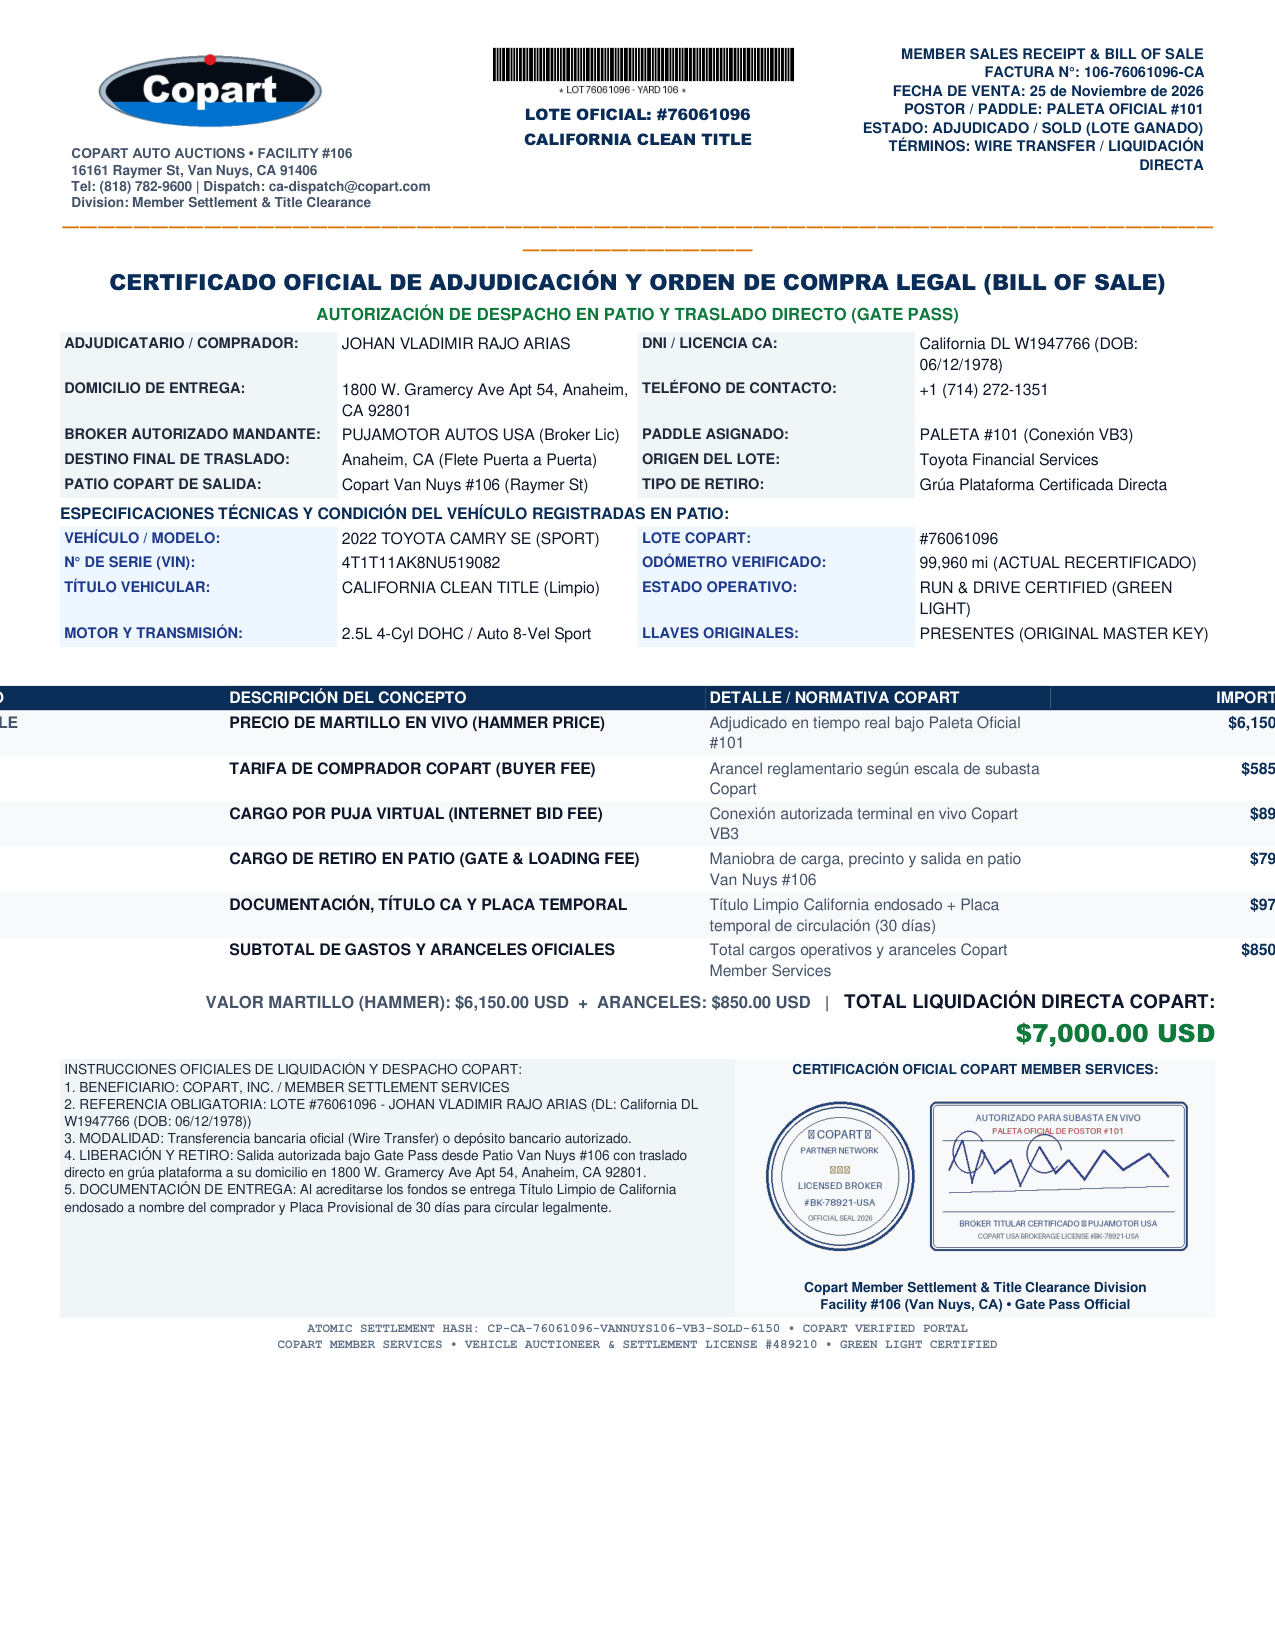 Copart
COPART AUTO AUCTIONS • FACILITY #106
16161 Raymer St, Van Nuys, CA 91406
Tel: (818) 782-9600 | Dispatch: ca-dispatch@copart.com
Division: Member Settlement & Title Clearance
* LOT 76061096 - YARD 106 *
LOTE OFICIAL: #76061096
CALIFORNIA CLEAN TITLE
MEMBER SALES RECEIPT & BILL OF SALE
FACTURA N°: 106-76061096-CA
FECHA DE VENTA: 25 de Noviembre de 2026
POSTOR / PADDLE: PALETA OFICIAL #101
ESTADO: ADJUDICADO / SOLD (LOTE GANADO)
TÉRMINOS: WIRE TRANSFER / LIQUIDACIÓN
DIRECTA
CERTIFICADO OFICIAL DE ADJUDICACIÓN Y ORDEN DE COMPRA LEGAL (BILL OF SALE)
AUTORIZACIÓN DE DESPACHO EN PATIO Y TRASLADO DIRECTO (GATE PASS)
ADJUDICATARIO / COMPRADOR: JOHAN VLADIMIR RAJO ARIAS DNI / LICENCIA CA: California DL W1947766 (DOB:
06/12/1978)
DOMICILIO DE ENTREGA: 1800 W. Gramercy Ave Apt 54, Anaheim, TELÉFONO DE CONTACTO: +1 (714) 272-1351
CA 92801
BROKER AUTORIZADO MANDANTE: PUJAMOTOR AUTOS USA (Broker Lic) PADDLE ASIGNADO: PALETA #101 (Conexión VB3)
DESTINO FINAL DE TRASLADO: Anaheim, CA (Flete Puerta a Puerta) ORIGEN DEL LOTE: Toyota Financial Services
PATIO COPART DE SALIDA: Copart Van Nuys #106 (Raymer St) TIPO DE RETIRO: Grúa Plataforma Certificada Directa
ESPECIFICACIONES TÉCNICAS Y CONDICIÓN DEL VEHÍCULO REGISTRADAS EN PATIO:
VEHÍCULO / MODELO: 2022 TOYOTA CAMRY SE (SPORT) LOTE COPART: #76061096
N° DE SERIE (VIN): 4T1T11AK8NU519082 ODÓMETRO VERIFICADO: 99,960 mi (ACTUAL RECERTIFICADO)
TÍTULO VEHICULAR: CALIFORNIA CLEAN TITLE (Limpio) ESTADO OPERATIVO: RUN & DRIVE CERTIFIED (GREEN
LIGHT)
MOTOR Y TRANSMISIÓN: 2.5L 4-Cyl DOHC / Auto 8-Vel Sport LLAVES ORIGINALES: PRESENTES (ORIGINAL MASTER KEY)
DESCRIPCIÓN DEL CONCEPTO DETALLE / NORMATIVA COPART IMPORT
LE PRECIO DE MARTILLO EN VIVO (HAMMER PRICE) Adjudicado en tiempo real bajo Paleta Oficial $6,150
#101
TARIFA DE COMPRADOR COPART (BUYER FEE) Arancel reglamentario según escala de subasta $585
Copart
CARGO POR PUJA VIRTUAL (INTERNET BID FEE) Conexión autorizada terminal en vivo Copart $89
VB3
CARGO DE RETIRO EN PATIO (GATE & LOADING FEE) Maniobra de carga, precinto y salida en patio $79
Van Nuys #106
DOCUMENTACIÓN, TÍTULO CA Y PLACA TEMPORAL Título Limpio California endosado + Placa $97
temporal de circulación (30 días)
SUBTOTAL DE GASTOS Y ARANCELES OFICIALES Total cargos operativos y aranceles Copart $850
Member Services
VALOR MARTILLO (HAMMER): $6,150.00 USD + ARANCELES: $850.00 USD | TOTAL LIQUIDACIÓN DIRECTA COPART:
$7,000.00 USD
INSTRUCCIONES OFICIALES DE LIQUIDACIÓN Y DESPACHO COPART:
1. BENEFICIARIO: COPART, INC. / MEMBER SETTLEMENT SERVICES
2. REFERENCIA OBLIGATORIA: LOTE #76061096 - JOHAN VLADIMIR RAJO ARIAS (DL: California DL
W1947766 (DOB: 06/12/1978))
3. MODALIDAD: Transferencia bancaria oficial (Wire Transfer) o depósito bancario autorizado.
4. LIBERACIÓN Y RETIRO: Salida autorizada bajo Gate Pass desde Patio Van Nuys #106 con traslado
directo en grúa plataforma a su domicilio en 1800 W. Gramercy Ave Apt 54, Anaheim, CA 92801.
5. DOCUMENTACIÓN DE ENTREGA: Al acreditarse los fondos se entrega Título Limpio de California
endosado a nombre del comprador y Placa Provisional de 30 días para circular legalmente.
CERTIFICACIÓN OFICIAL COPART MEMBER SERVICES:
COPART
PARTNER NETWORK
LICENSED BROKER
#BK-78921-USA
OFFICIAL SEAL 2026
AUTORIZADO PARA SUBASTA EN VIVO
PALETA OFICIAL DE POSTOR #101
BROKER TITULAR CERTIFICADO PUJAMOTOR USA
COPART USA BROKERAGE LICENSE #BK-78921-USA
Copart Member Settlement & Title Clearance Division
Facility #106 (Van Nuys, CA) • Gate Pass Official
ATOMIC SETTLEMENT HASH: CP-CA-76061096-VANNUYS106-VB3-SOLD-6150 • COPART VERIFIED PORTAL
COPART MEMBER SERVICES • VEHICLE AUCTIONEER & SETTLEMENT LICENSE #489210 • GREEN LIGHT CERTIFIED